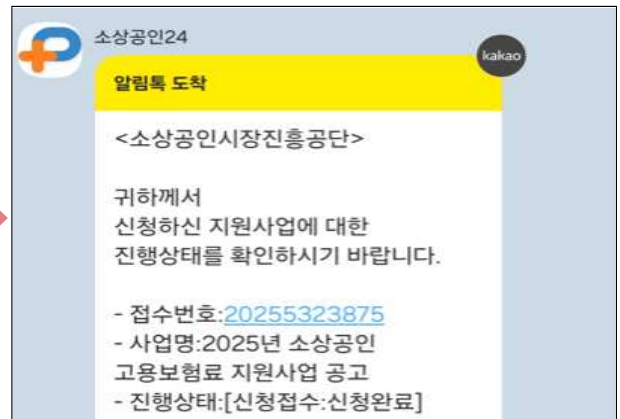 소상공인24
kakao
알림톡 도착
<소상공인시장진흥공단>
귀하께서
신청하신 지원사업에 대한
진행상태를 확인하시기 바랍니다.
- 접수번호:20255323875
- 사업명:2025년 소상공인
고용보험료 지원사업 공고
- 진행상태:[신청접수:신청완료]